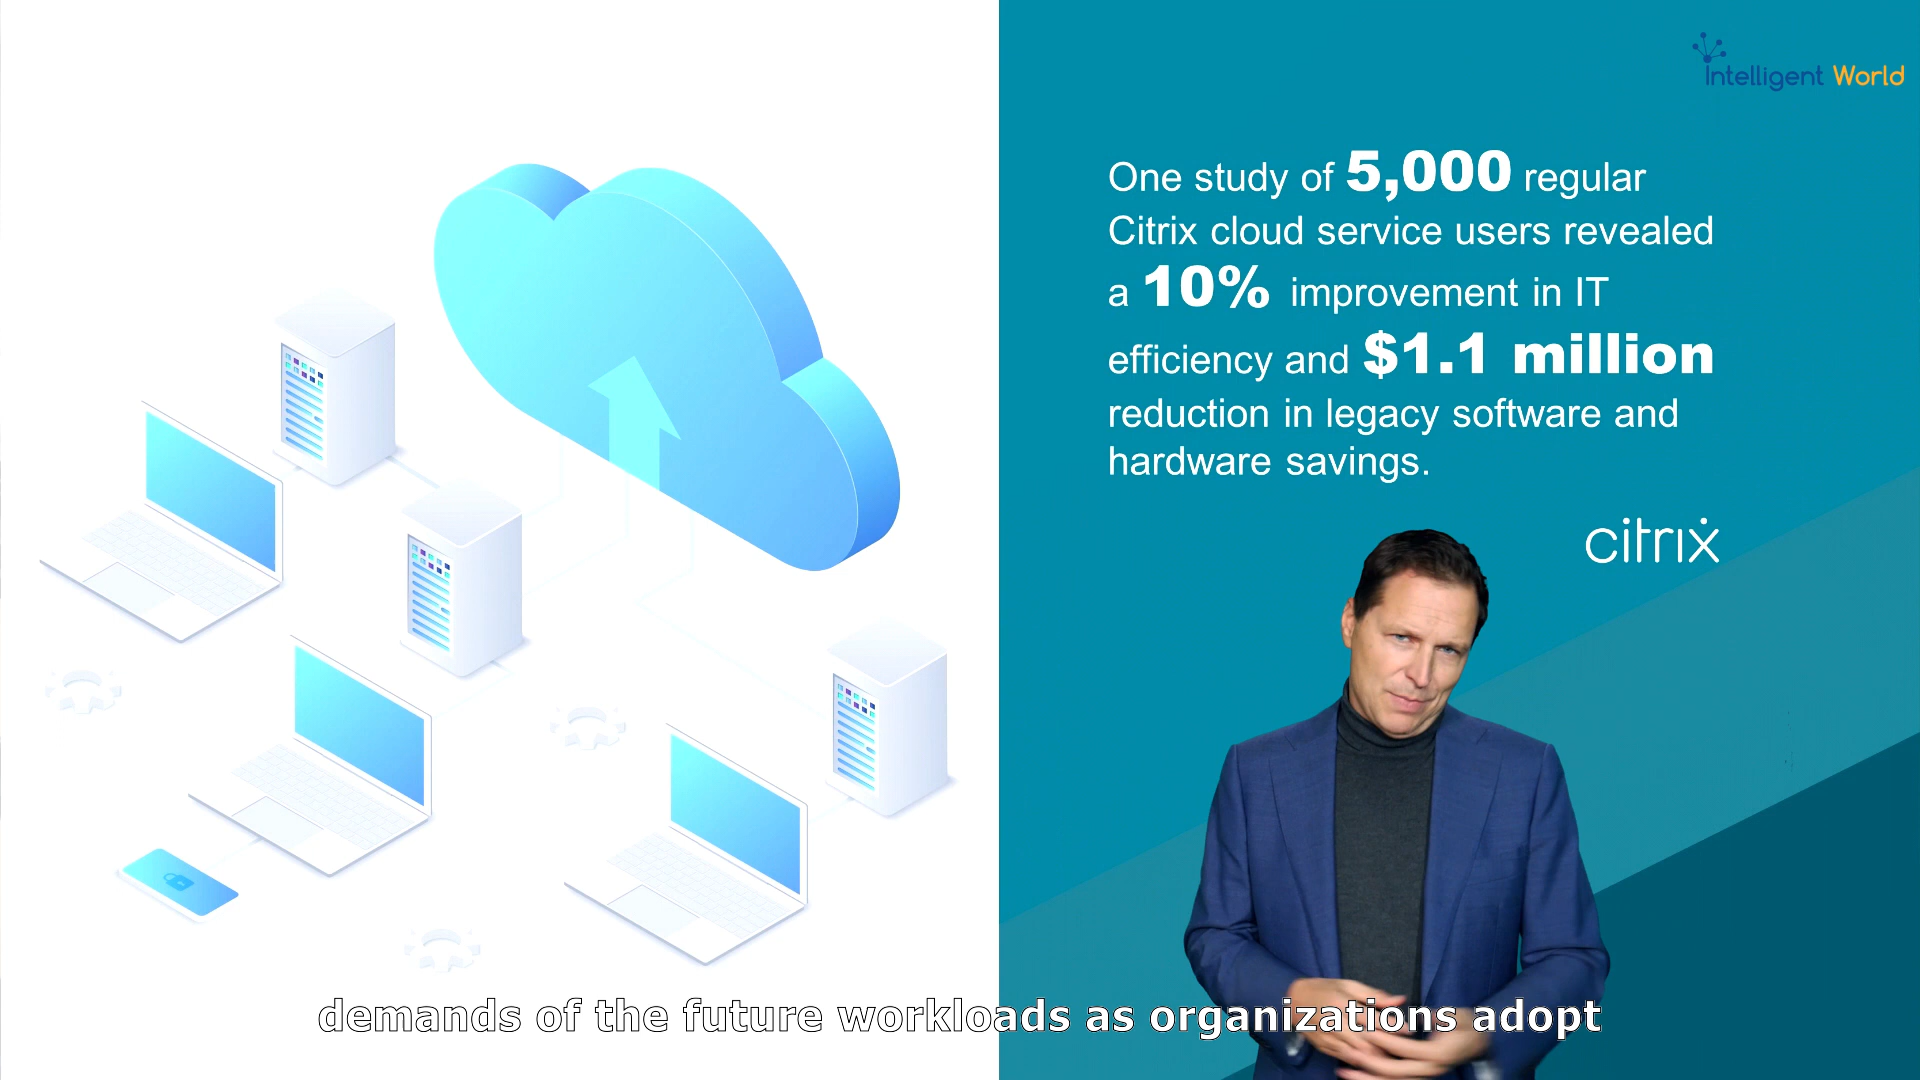 Intelligent World
One study of 5,000 regular
Citrix cloud service users revealed
a 10% improvement in IT
efficiency and $1.1 million
reduction in legacy software and
hardware savings.
citrix
demands of the future workloads as organizations adopt